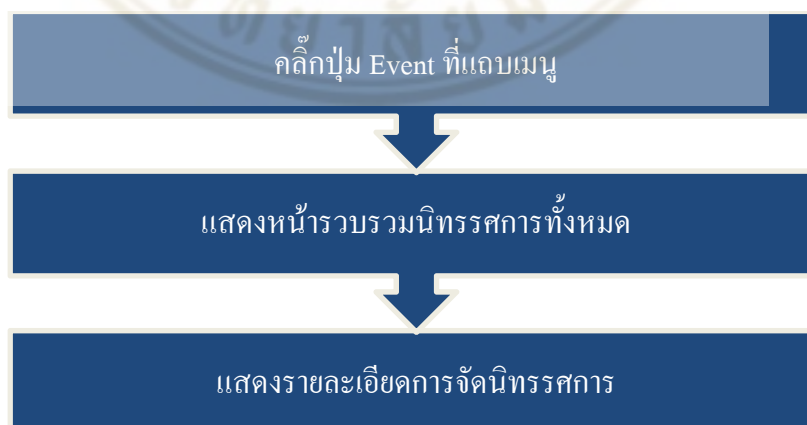 คลิ๊กปุ่ม Event ที่แถบเมนู
แสดงหน้ารวบรวมนิทรรศการทั้งหมด
แสดงรายละเอียดการจัดนิทรรศการ